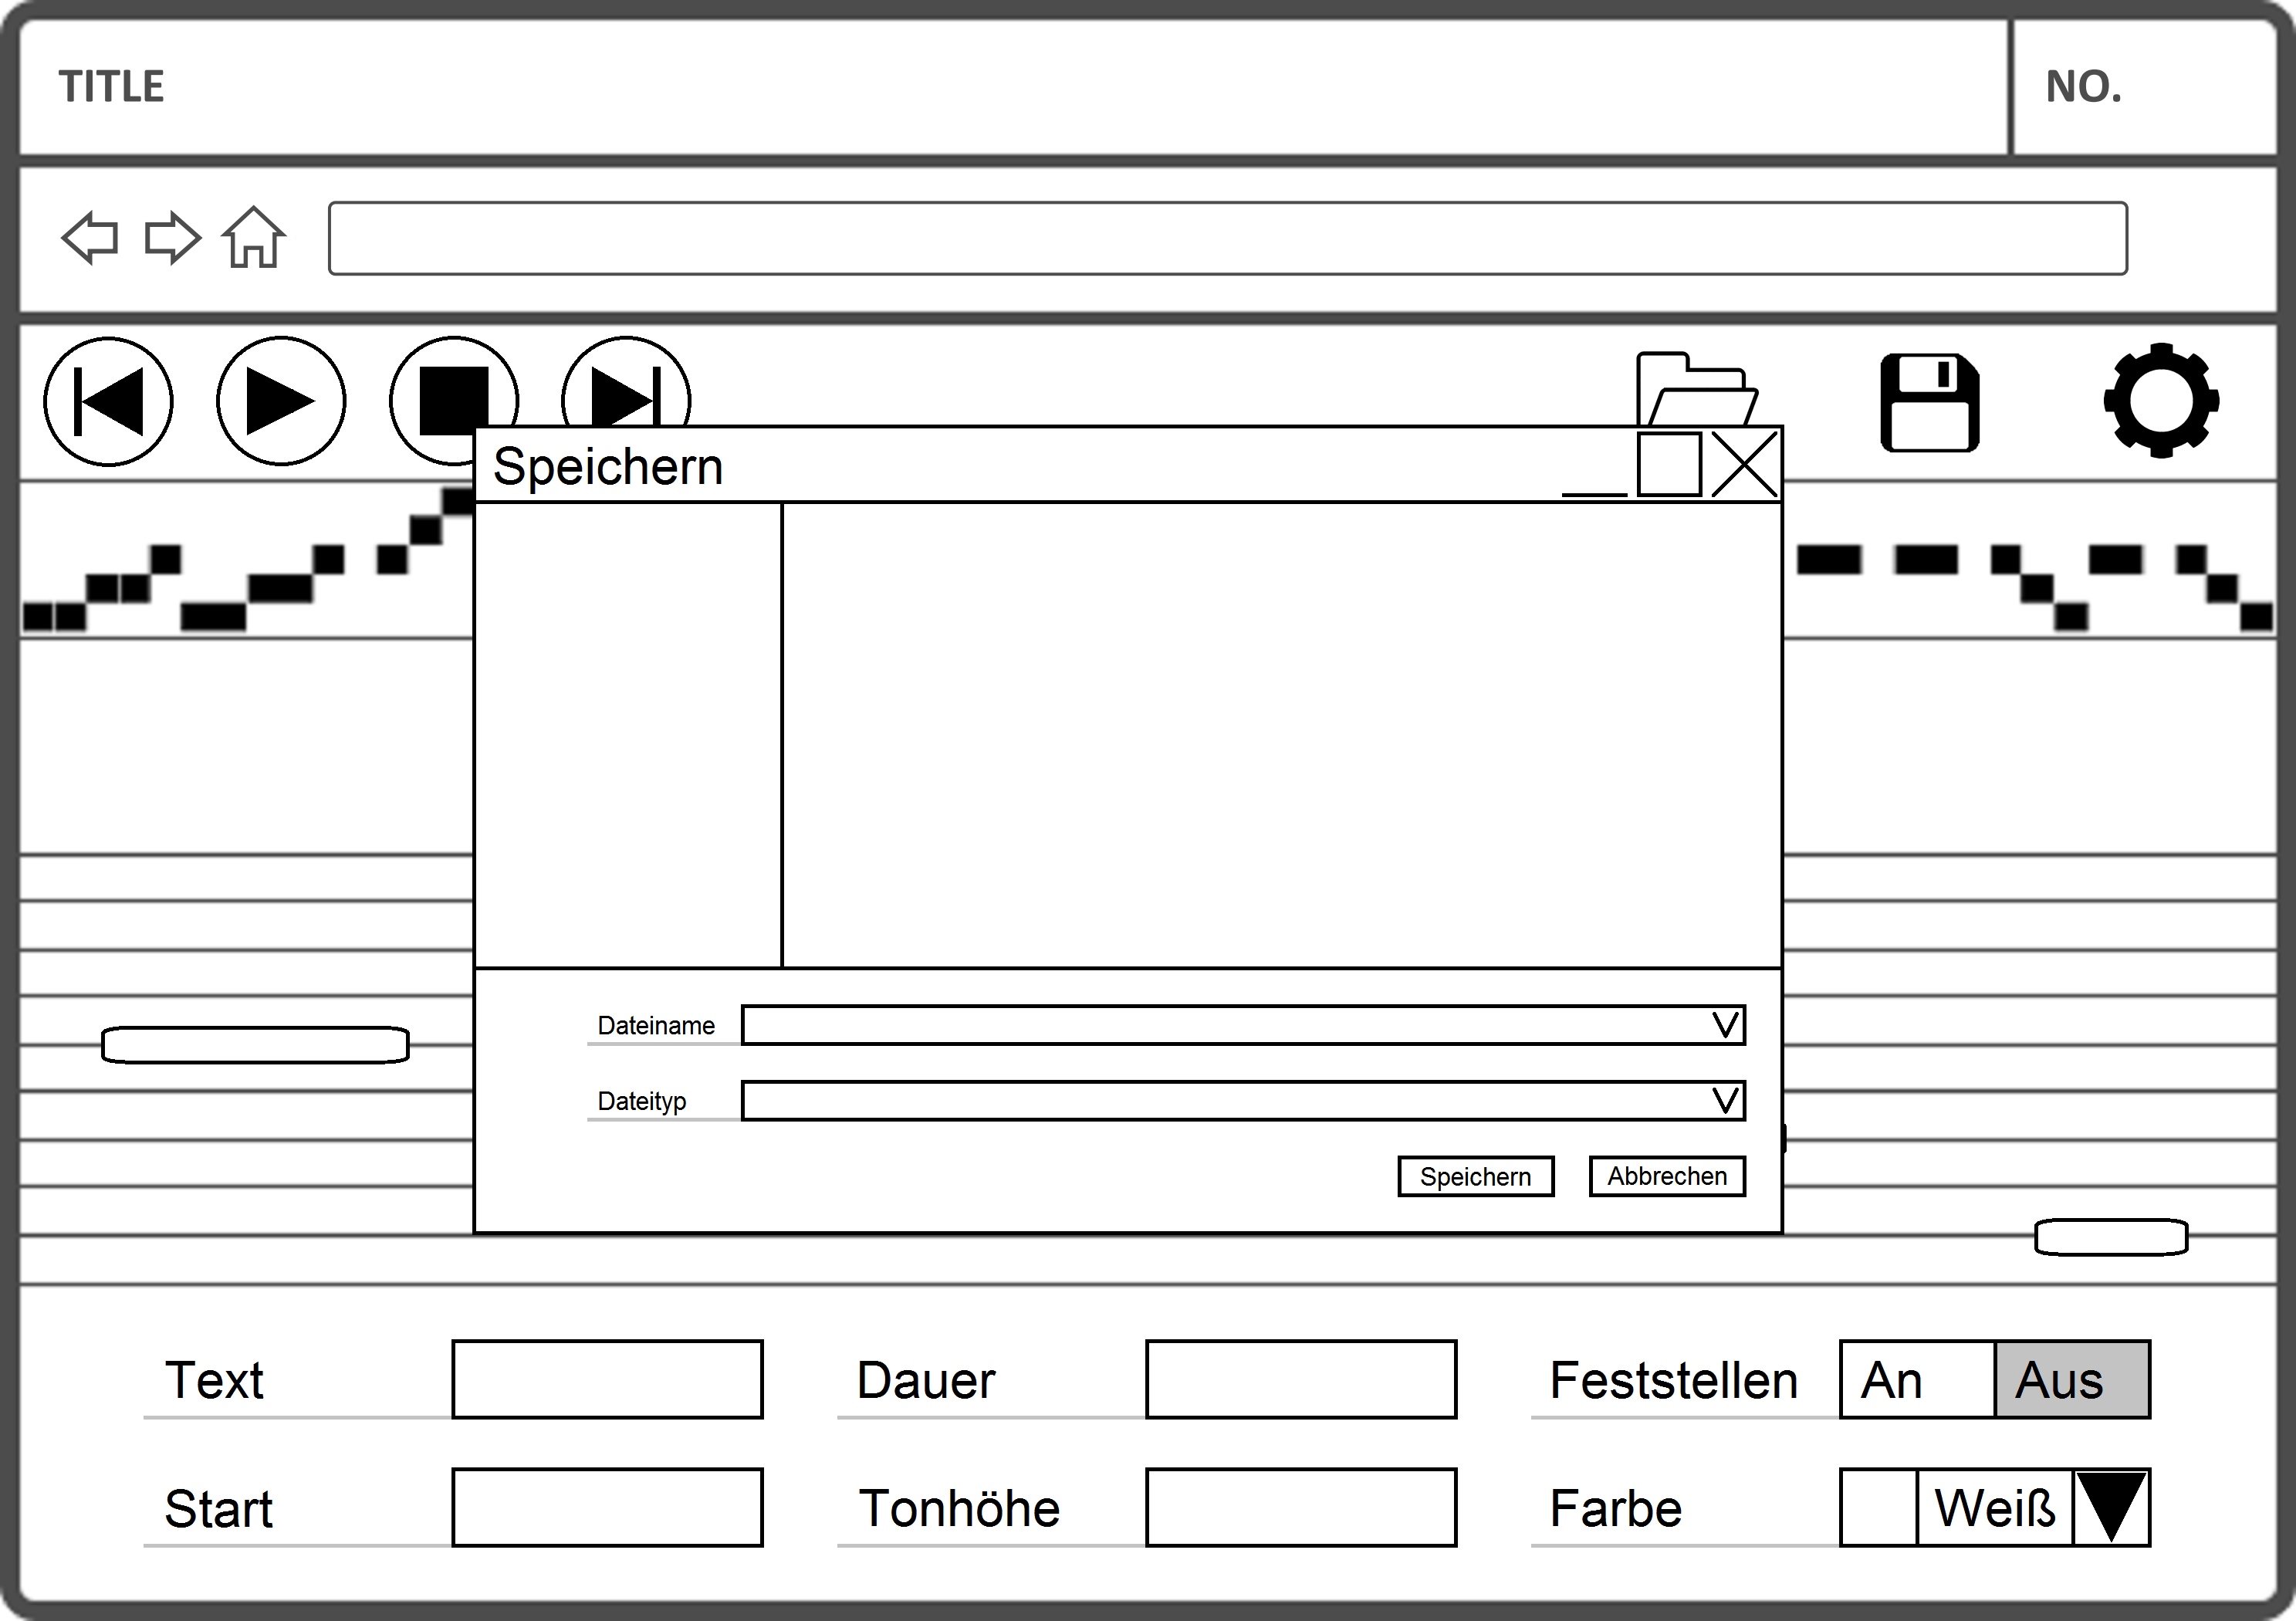 TITLE
NO.
Speichern
Dateiname
Dateityp
Speichern
Abbrechen
Text
Dauer
Feststellen
An
Aus
Start
Tonhöhe
Farbe
Weiß